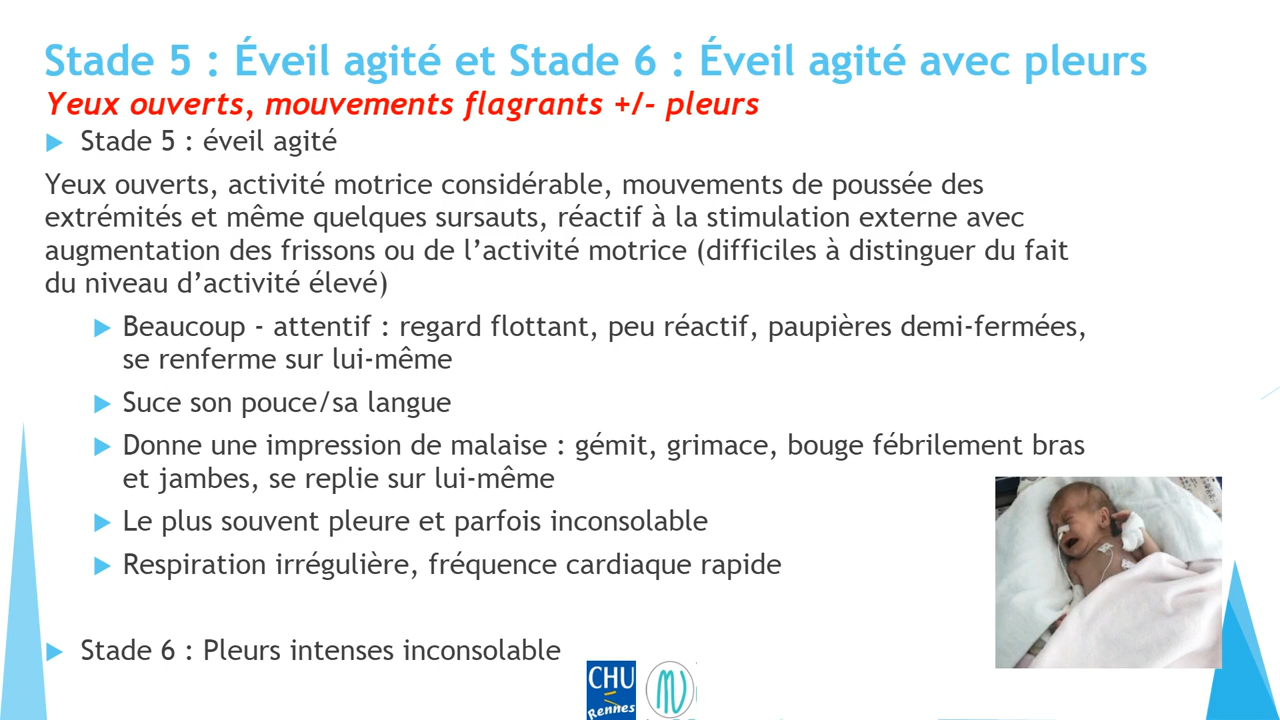 Stade 5 : Éveil agité et Stade 6 : Éveil agité avec pleurs
Yeux ouverts, mouvements flagrants +/- pleurs
Stade 5 : éveil agité
Yeux ouverts, activité motrice considérable, mouvements de poussée des
extrémités et même quelques sursauts, réactif à la stimulation externe avec
augmentation des frissons ou de l’activité motrice (difficiles à distinguer du fait
du niveau d’activité élevé)
Beaucoup - attentif : regard flottant, peu réactif, paupières demi-fermées,
se renferme sur lui-même
Suce son pouce/sa langue
Donne une impression de malaise : gémit, grimace, bouge fébrilement bras
et jambes, se replie sur lui-même
Le plus souvent pleure et parfois inconsolable
Respiration irrégulière, fréquence cardiaque rapide
Stade 6 : Pleurs intenses inconsolable
CHU
Rennes